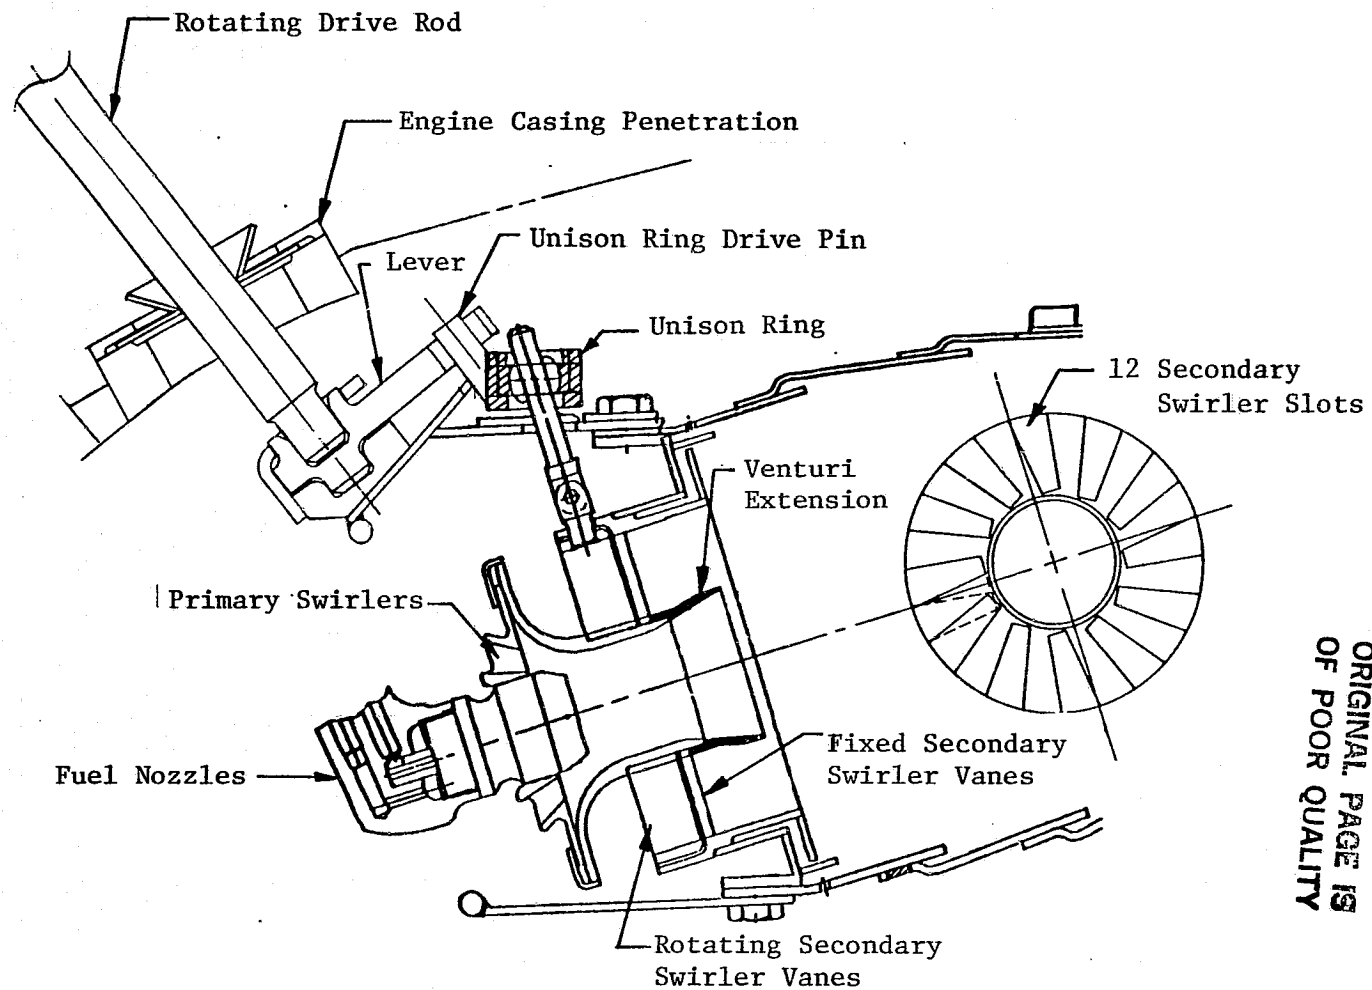 Rotating Drive Rod
Engine Casing Penetration
Unison Ring Drive Pin
Lever
Unison Ring
12 Secondary
Swirler Slots
Venturi
Extension
Primary Swirlers
Fixed Secondary
Swirler Vanes
Fuel Nozzles
Rotating Secondary
Swirler Vanes
ORIGINAL PAGE IS
OF POOR QUALITY